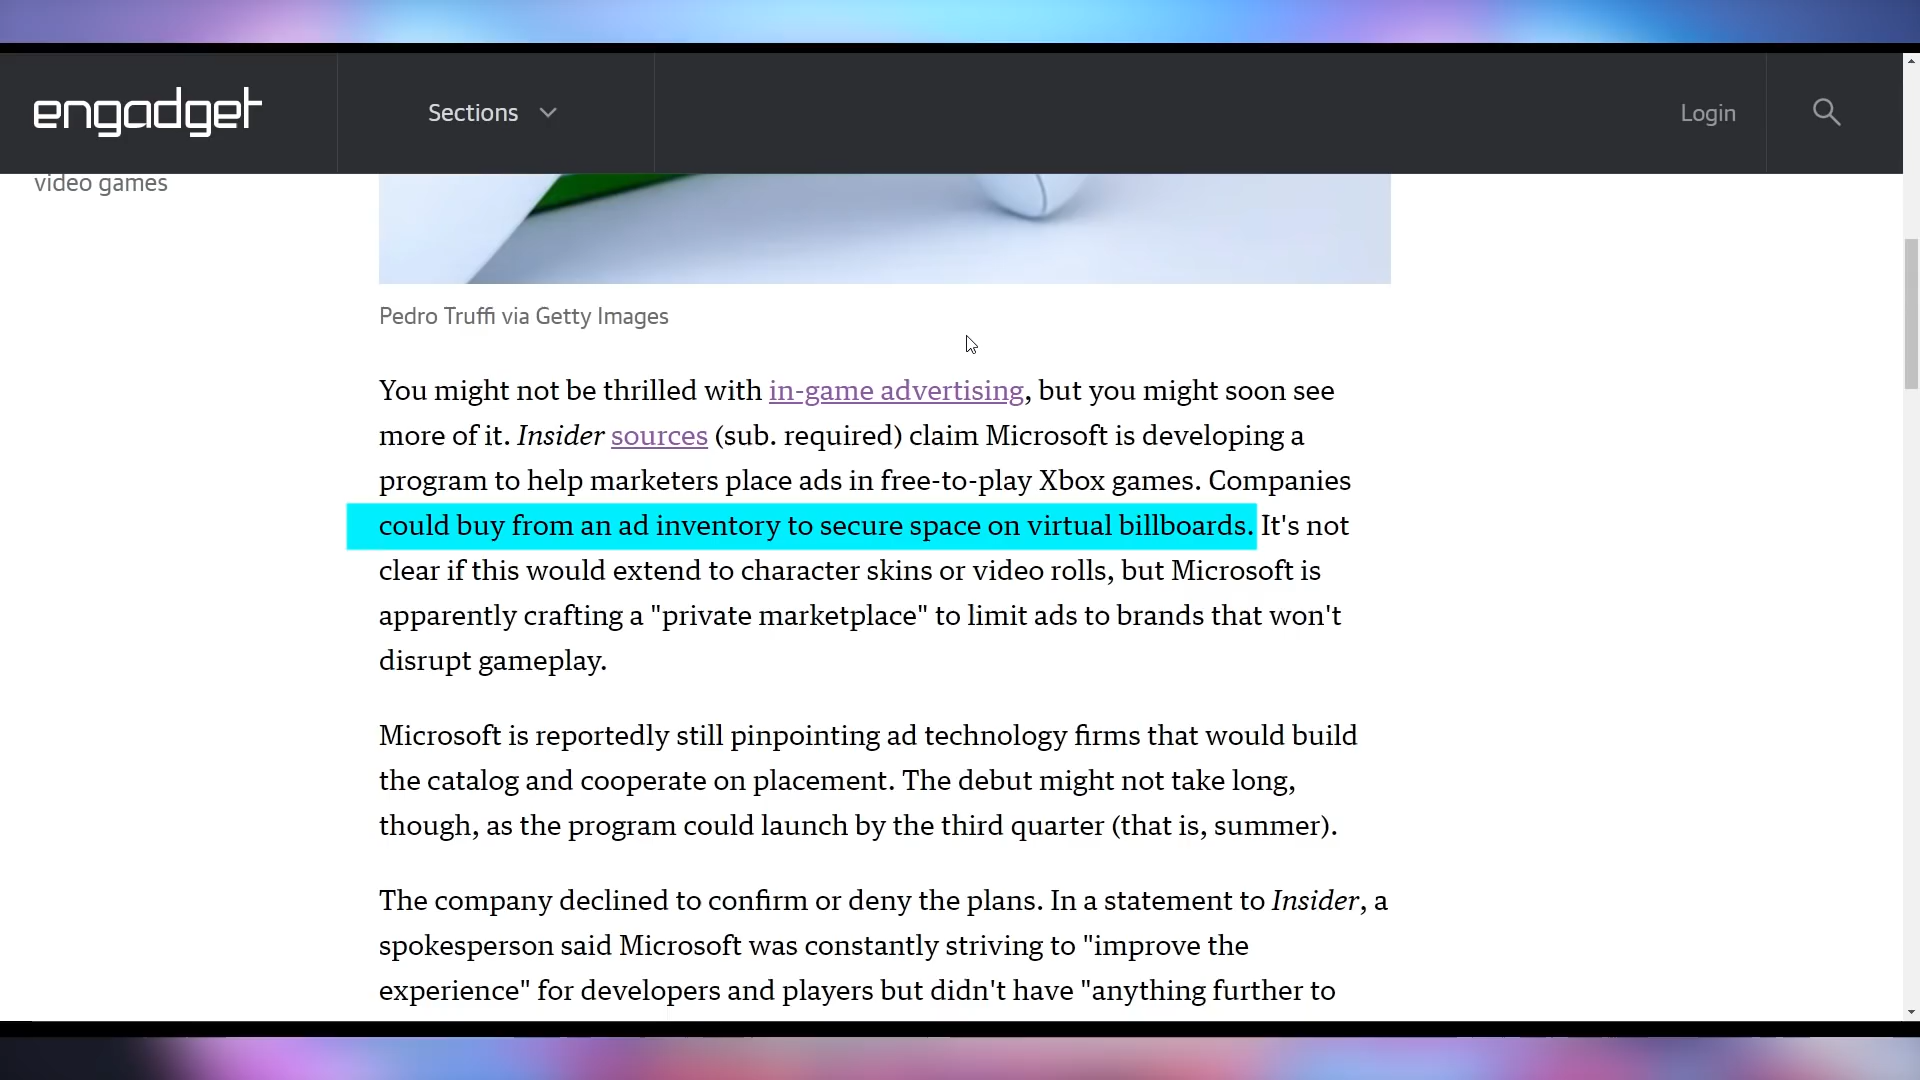 engadget
Sections
Login
video games
Pedro Truffi via Getty Images
You might not be thrilled with in-game advertising, but you might soon see
more of it. Insider sources (sub. required) claim Microsoft is developing a
program to help marketers place ads in free-to-play Xbox games. Companies
could buy from an ad inventory to secure space on virtual billboards. It's not
clear if this would extend to character skins or video rolls, but Microsoft is
apparently crafting a "private marketplace" to limit ads to brands that won't
disrupt gameplay.
Microsoft is reportedly still pinpointing ad technology firms that would build
the catalog and cooperate on placement. The debut might not take long,
though, as the program could launch by the third quarter (that is, summer).
The company declined to confirm or deny the plans. In a statement to Insider, a
spokesperson said Microsoft was constantly striving to "improve the
experience" for developers and players but didn't have "anything further to